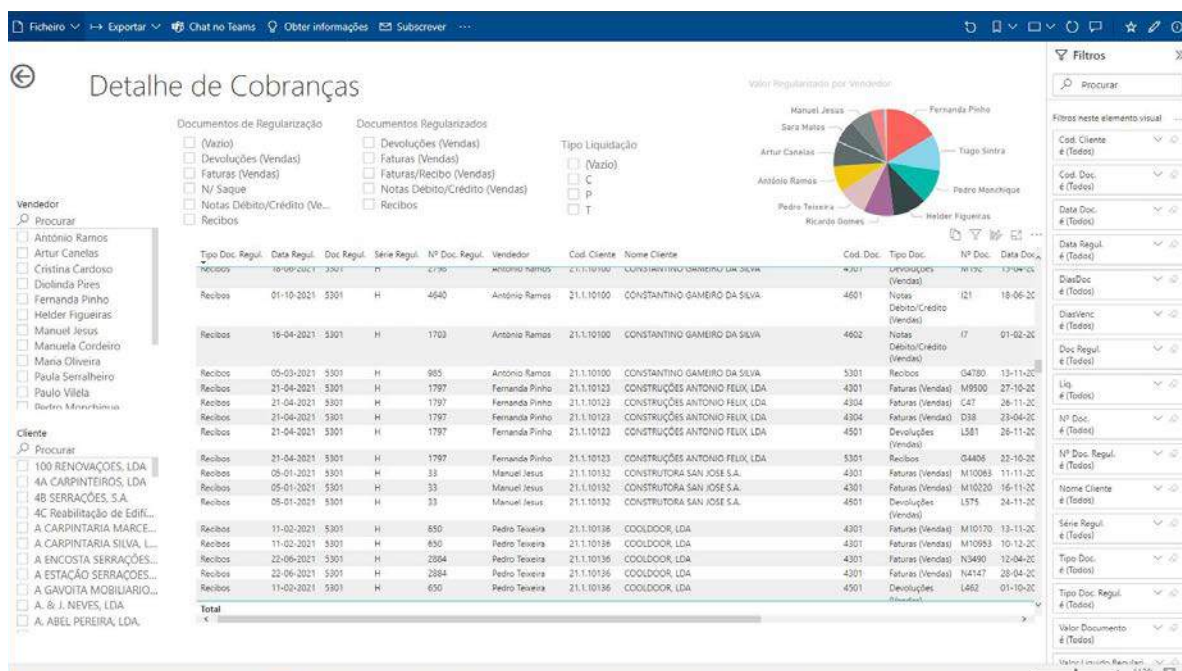 Ficheiro Exportar Chat no Teams Obter informações Subscrever ...
Detalhe de Cobranças
Valor Regularizado por Vendedor
Manuel Jesus
Sara Matos
Artur Canelas
António Ramos
Pedro Teixeira
Ricardo Gomes
Fernanda Pinho
Tiago Sintra
Pedro Monchique
Helder Figueiras
Documentos de Regularização
(Vazio)
Devoluções (Vendas)
Faturas (Vendas)
N/ Saque
Notas Débito/Crédito (Ve...
Recibos
Documentos Regularizados
Devoluções (Vendas)
Faturas (Vendas)
Faturas/Recibo (Vendas)
Notas Débito/Crédito (Vendas)
Recibos
Tipo Liquidação
(Vazio)
C
P
T
Vendedor
Procurar
António Ramos
Artur Canelas
Cristina Cardoso
Diolinda Pires
Fernanda Pinho
Helder Figueiras
Manuel Jesus
Manuela Cordeiro
Maria Oliveira
Paula Serralheiro
Paulo Vilela
Pedro Monchique
Cliente
Procurar
100 RENOVAÇOES, LDA
4A CARPINTEIROS, LDA
4B SERRAÇÕES, S.A.
4C Reabilitação de Edifí...
A CARPINTARIA MARCE...
A CARPINTARIA SILVA, L...
A ENCOSTA SERRAÇÕES...
A ESTAÇÃO SERRAÇOES...
A GAVOITA MOBILIARIO...
A. & J. NEVES, LDA
A. ABEL PEREIRA, LDA.
Tipo Doc. Regul. Data Regul. Doc Regul. Série Regul. Nº Doc. Regul. Vendedor Cod. Cliente Nome Cliente Cod. Doc. Tipo Doc. Nº Doc. Data Doc.
Recibos 5301 H António Ramos 21.1.10100 CONSTANTINO GAMEIRO DA SILVA 4501 Devoluções
(Vendas)
Recibos 01-10-2021 5301 H 4640 António Ramos 21.1.10100 CONSTANTINO GAMEIRO DA SILVA 4601 Notas I21 18-06-20
Débito/Crédito
(Vendas)
Recibos 16-04-2021 5301 H 1703 António Ramos 21.1.10100 CONSTANTINO GAMEIRO DA SILVA 4602 Notas I7 01-02-20
Débito/Crédito
(Vendas)
Recibos 05-03-2021 5301 H 985 António Ramos 21.1.10100 CONSTANTINO GAMEIRO DA SILVA 5301 Recibos G4780 13-11-20
Recibos 21-04-2021 5301 H 1797 Fernanda Pinho 21.1.10123 CONSTRUÇÕES ANTONIO FELIX, LDA 4301 Faturas (Vendas) M9500 27-10-20
Recibos 21-04-2021 5301 H 1797 Fernanda Pinho 21.1.10123 CONSTRUÇÕES ANTONIO FELIX, LDA 4304 Faturas (Vendas) C47 26-11-20
Recibos 21-04-2021 5301 H 1797 Fernanda Pinho 21.1.10123 CONSTRUÇÕES ANTONIO FELIX, LDA 4304 Faturas (Vendas) D38 23-04-20
Recibos 21-04-2021 5301 H 1797 Fernanda Pinho 21.1.10123 CONSTRUÇÕES ANTONIO FELIX, LDA 4501 Devoluções L581 26-11-20
(Vendas)
Recibos 21-04-2021 5301 H 1797 Fernanda Pinho 21.1.10123 CONSTRUÇÕES ANTONIO FELIX, LDA 5301 Recibos G4406 22-10-20
Recibos 05-01-2021 5301 H 33 Manuel Jesus 21.1.10132 CONSTRUTORA SAN JOSE S.A. 4301 Faturas (Vendas) M10063 11-11-20
Recibos 05-01-2021 5301 H 33 Manuel Jesus 21.1.10132 CONSTRUTORA SAN JOSE S.A. 4301 Faturas (Vendas) M10220 16-11-20
Recibos 05-01-2021 5301 H 33 Manuel Jesus 21.1.10132 CONSTRUTORA SAN JOSE S.A. 4501 Devoluções L575 24-11-20
(Vendas)
Recibos 11-02-2021 5301 H 650 Pedro Teixeira 21.1.10136 COOLDOOR, LDA 4301 Faturas (Vendas) M10170 13-11-20
Recibos 11-02-2021 5301 H 650 Pedro Teixeira 21.1.10136 COOLDOOR, LDA 4301 Faturas (Vendas) M10953 10-12-20
Recibos 22-06-2021 5301 H 2884 Pedro Teixeira 21.1.10136 COOLDOOR, LDA 4301 Faturas (Vendas) N3490 12-04-20
Recibos 22-06-2021 5301 H 2884 Pedro Teixeira 21.1.10136 COOLDOOR, LDA 4301 Faturas (Vendas) N4147 28-04-20
Recibos 11-02-2021 5301 H 650 Pedro Teixeira 21.1.10136 COOLDOOR, LDA 4501 Devoluções L462 01-10-20
Total
Filtros
Procurar
Filtros neste elemento visual ...
Cod. Cliente
é (Todos)
Cod. Doc.
é (Todos)
Data Doc.
é (Todos)
Data Regul.
é (Todos)
DiasDoc
é (Todos)
DiasVenc
é (Todos)
Doc Regul.
é (Todos)
Liq.
é (Todos)
Nº Doc.
é (Todos)
Nº Doc. Regul.
é (Todos)
Nome Cliente
é (Todos)
Série Regul.
é (Todos)
Tipo Doc.
é (Todos)
Tipo Doc. Regul.
é (Todos)
Valor Documento
é (Todos)